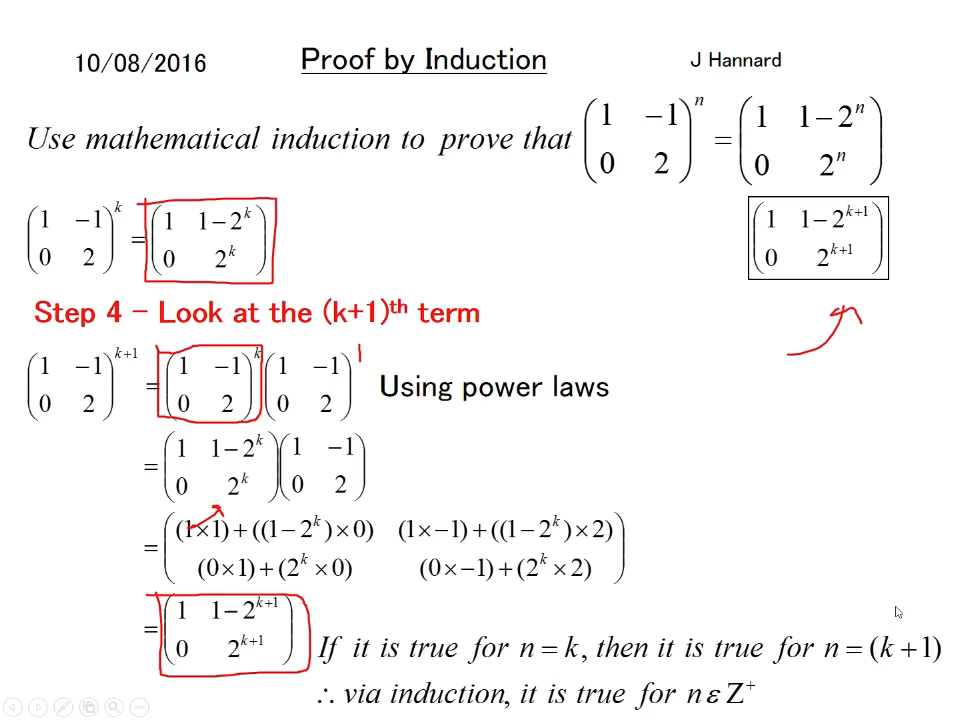 10/08/2016 Proof by Induction J Hannard
Use mathematical induction to prove that (1 −1; 0 2)^n = (1 1−2^n; 0 2^n)
(1 −1; 0 2)^k = (1 1−2^k; 0 2^k)
(1 1−2^{k+1}; 0 2^{k+1})
Step 4 – Look at the (k+1)th term
(1 −1; 0 2)^{k+1} = (1 −1; 0 2)^k (1 −1; 0 2)^1 Using power laws
= (1 1−2^k; 0 2^k)(1 −1; 0 2)
= ((1×1)+((1−2^k)×0) (1×−1)+((1−2^k)×2); (0×1)+(2^k×0) (0×−1)+(2^k×2))
= (1 1−2^{k+1}; 0 2^{k+1})
If it is true for n = k, then it is true for n = (k+1)
∴ via induction, it is true for n ε Z⁺